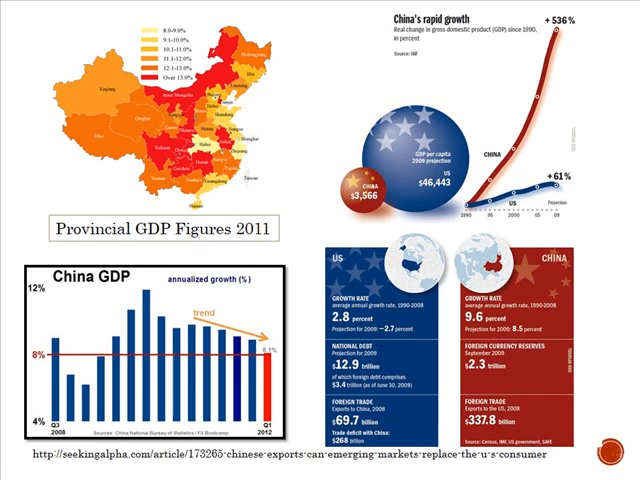 8.0-9.0%
9.1-10.0%
10.1-11.0%
11.1-12.0%
12.1-13.0%
Over 13.0%
Heilongjiang
Jilin
Liaoning
Xinjiang
Inner Mongolia
Beijing
Tianjin
Hebei
Shandong
Qinghai
Tibet
Henan
Jiangsu
Shanghai
Hubei
Sichuan
Zhejiang
Hunan
Guizhou
Yunnan
Guangdong
Taiwan
Hainan
Provincial GDP Figures 2011
China's rapid growth
Real change in gross domestic product (GDP) since 1990,
in percent
Source: IMF
+ 536 %
GDP per capita
2009 projection
US
$46,443
CHINA
$3,566
CHINA
+ 61 %
US
1990 95 2000 05 09
Projection
China GDP
annualized growth (%)
12%
trend
8.1%
8%
4%
Q3
2008
Q1
2012
Sources: China National Bureau of Statistics / FX Bootcamp
US
GROWTH RATE
average annual growth rate, 1990-2008
2.8 percent
Projection for 2009: –2.7 percent
NATIONAL DEBT
Projection for 2009
$12.9 trillion
of which foreign debt comprises
$3.4 trillion (as of June 30, 2009)
FOREIGN TRADE
Exports to China, 2008
$69.7 billion
Trade deficit with China:
$268 billion
CHINA
GROWTH RATE
average annual growth rate, 1990-2008
9.6 percent
Projection for 2009: 8.5 percent
FOREIGN CURRENCY RESERVES
September 2009
$2.3 trillion
FOREIGN TRADE
Exports to the US, 2008
$337.8 billion
Source: Census, IMF, US government, SAFE
http://seekingalpha.com/article/173265-chinese-exports-can-emerging-markets-replace-the-u-s-consumer